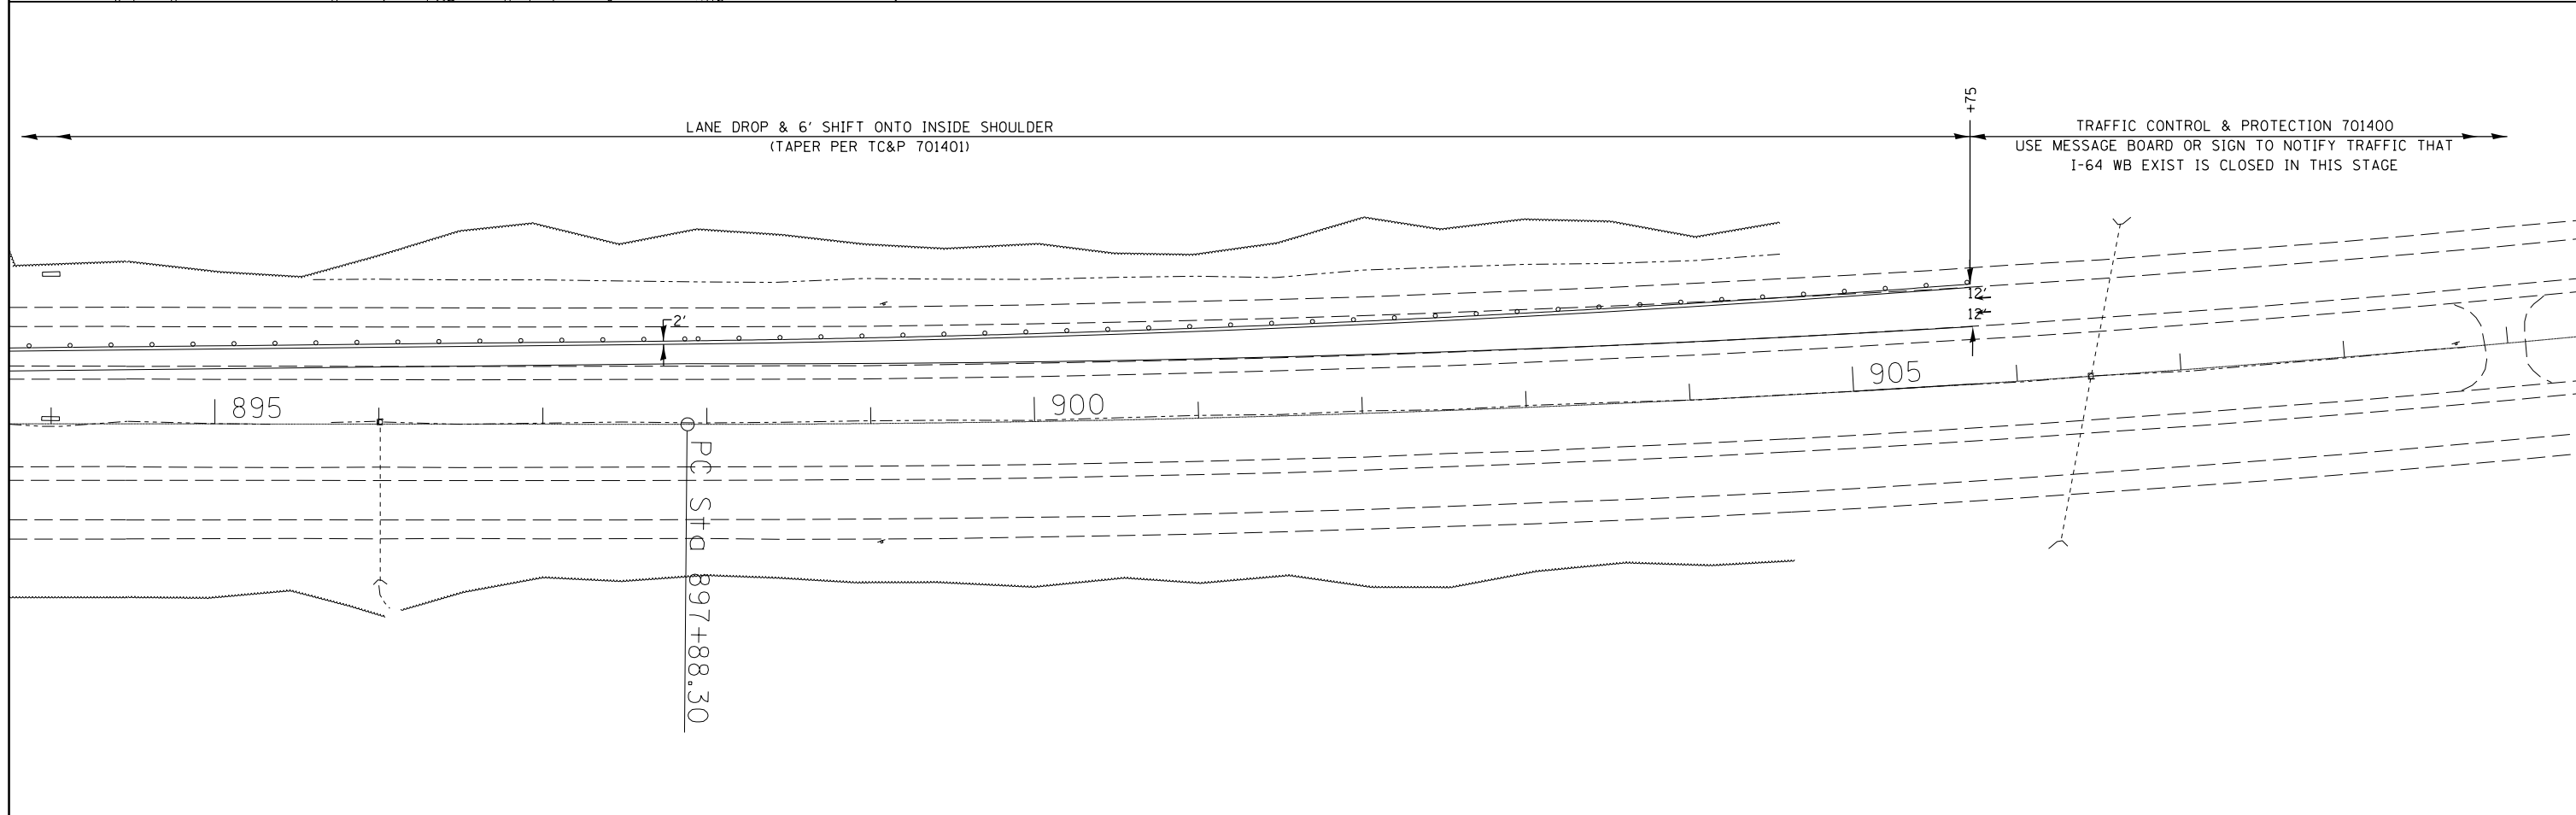 +75
LANE DROP & 6' SHIFT ONTO INSIDE SHOULDER
(TAPER PER TC&P 701401)
TRAFFIC CONTROL & PROTECTION 701400
USE MESSAGE BOARD OR SIGN TO NOTIFY TRAFFIC THAT
I-64 WB EXIST IS CLOSED IN THIS STAGE
12'
12'
2'
905
900
895
PC Sta 897+88.30